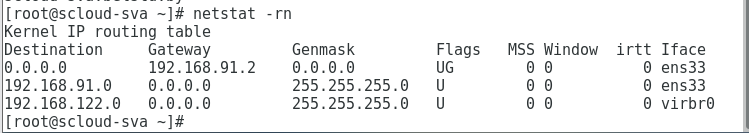 [root@scloud-sva ~]# netstat -rn
Kernel IP routing table
Destination     Gateway         Genmask         Flags   MSS Window  irtt Iface
0.0.0.0         192.168.91.2    0.0.0.0         UG        0 0          0 ens33
192.168.91.0    0.0.0.0         255.255.255.0   U         0 0          0 ens33
192.168.122.0   0.0.0.0         255.255.255.0   U         0 0          0 virbr0
[root@scloud-sva ~]#